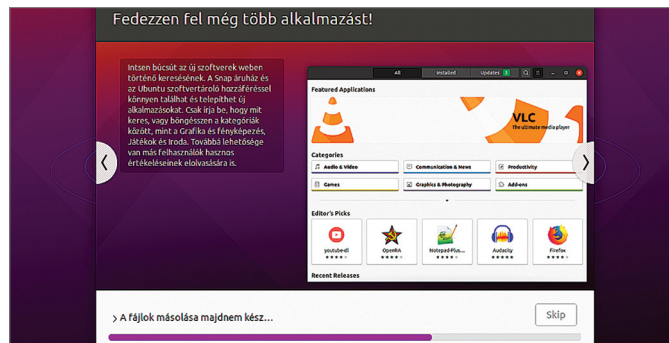 Fedezzen fel még több alkalmazást!
Intsen búcsút az új szoftverek weben
történő keresésének. A Snap áruház és
az Ubuntu szoftvertároló hozzáféréssel
könnyen találhat és telepíthet új
alkalmazásokat. Csak írja be, hogy mit
keres, vagy böngésszen a kategóriák
között, mint a Grafika és fényképezés,
Játékok és Iroda. Továbbá lehetősége
van más felhasználók hasznos
értékeléseinek elolvasására is.
All Installed Updates 1
Featured Applications
VLC
The ultimate media player
Categories
Audio & Video Communication & News Productivity
Games Graphics & Photography Add-ons
Editor's Picks
youtube-dl OpenRA Notepad-Plus... Audacity Firefox
Recent Releases
> A fájlok másolása majdnem kész...
Skip